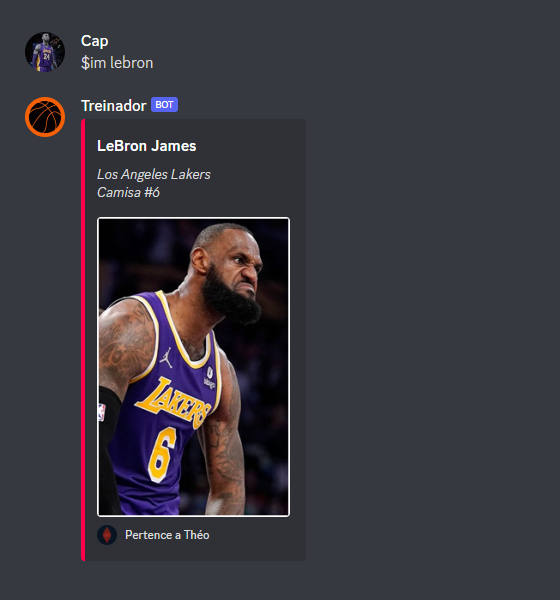 Cap
$im lebron
Treinador BOT
LeBron James
Los Angeles Lakers
Camisa #6
LAKERS
6
Pertence a Théo